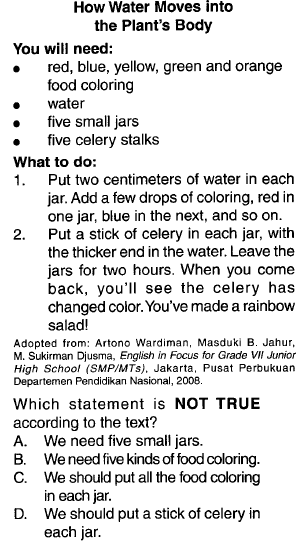 How Water Moves into
the Plant's Body
You will need:
• red, blue, yellow, green and orange
food coloring
• water
• five small jars
• five celery stalks
What to do:
1. Put two centimeters of water in each
jar. Add a few drops of coloring, red in
one jar, blue in the next, and so on.
2. Put a stick of celery in each jar, with
the thicker end in the water. Leave the
jars for two hours. When you come
back, you'll see the celery has
changed color. You've made a rainbow
salad!
Adopted from: Artono Wardiman, Masduki B. Jahur,
M. Sukirman Djusma, English in Focus for Grade VII Junior
High School (SMP/MTs), Jakarta, Pusat Perbukuan
Departemen Pendidikan Nasional, 2008.
Which statement is NOT TRUE
according to the text?
A. We need five small jars.
B. We need five kinds of food coloring.
C. We should put all the food coloring
in each jar.
D. We should put a stick of celery in
each jar.